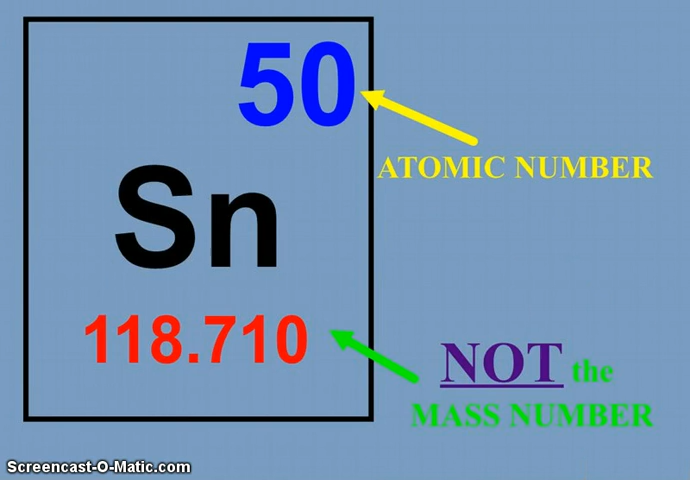 50
ATOMIC NUMBER
Sn
118.710
NOT the
MASS NUMBER
Screencast-O-Matic.com